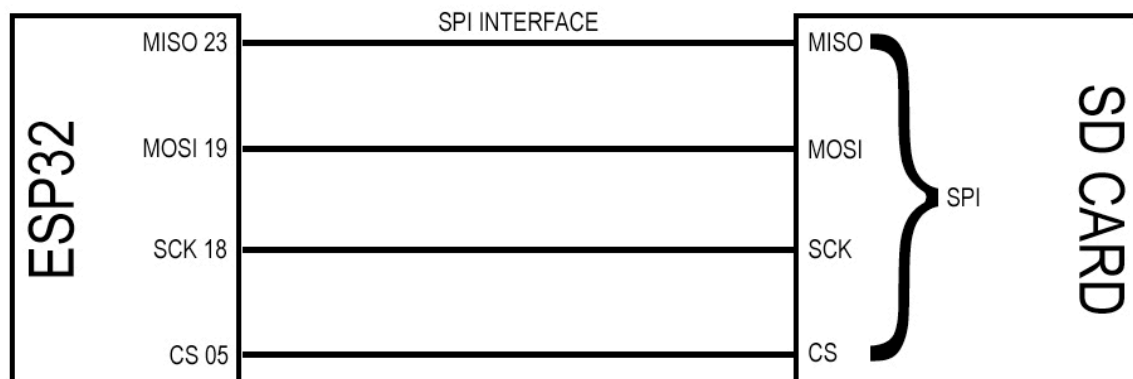 SPI INTERFACE
ESP32
MISO 23
MOSI 19
SCK 18
CS 05
MISO
MOSI
SCK
CS
SPI
SD CARD